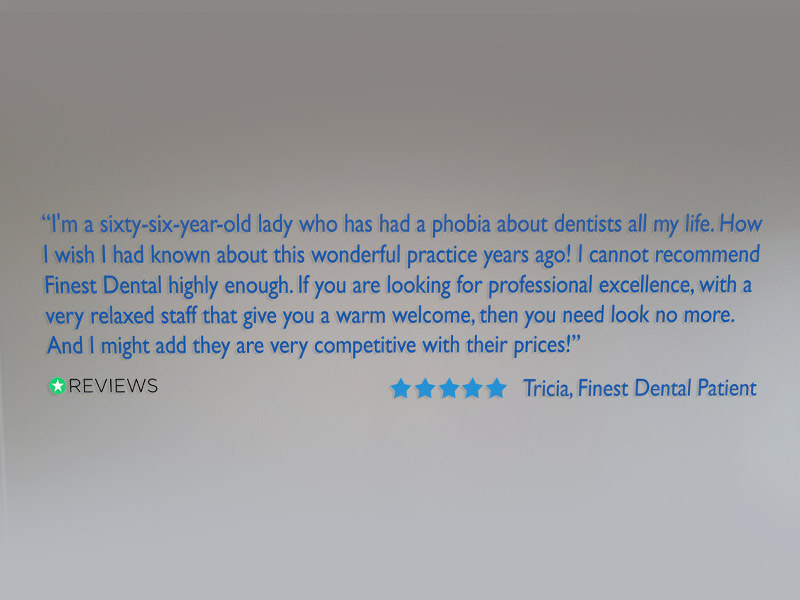 “I'm a sixty-six-year-old lady who has had a phobia about dentists all my life. How
I wish I had known about this wonderful practice years ago! I cannot recommend
Finest Dental highly enough. If you are looking for professional excellence, with a
very relaxed staff that give you a warm welcome, then you need look no more.
And I might add they are very competitive with their prices!”
REVIEWS ★★★★★ Tricia, Finest Dental Patient